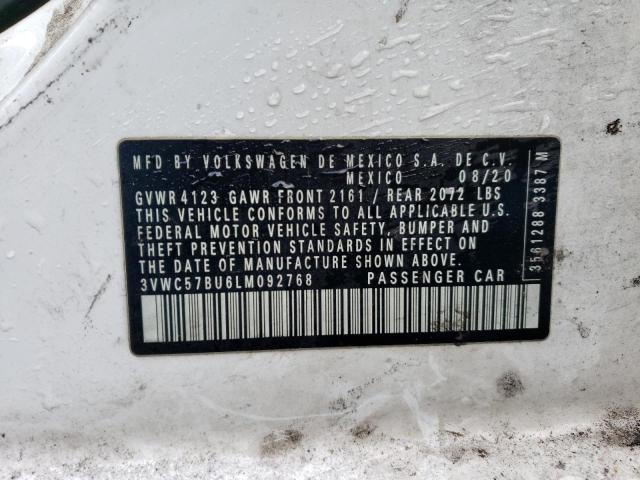 MFD BY VOLKSWAGEN DE MEXICO S.A. DE C.V.
MEXICO 08/20
GVWR 4123 GAWR FRONT 2161 / REAR 2072 LBS
THIS VEHICLE CONFORMS TO ALL APPLICABLE U.S.
FEDERAL MOTOR VEHICLE SAFETY, BUMPER AND
THEFT PREVENTION STANDARDS IN EFFECT ON
THE DATE OF MANUFACTURE SHOWN ABOVE.
3VWC57BU6LM092768 PASSENGER CAR
3561288 3387 M